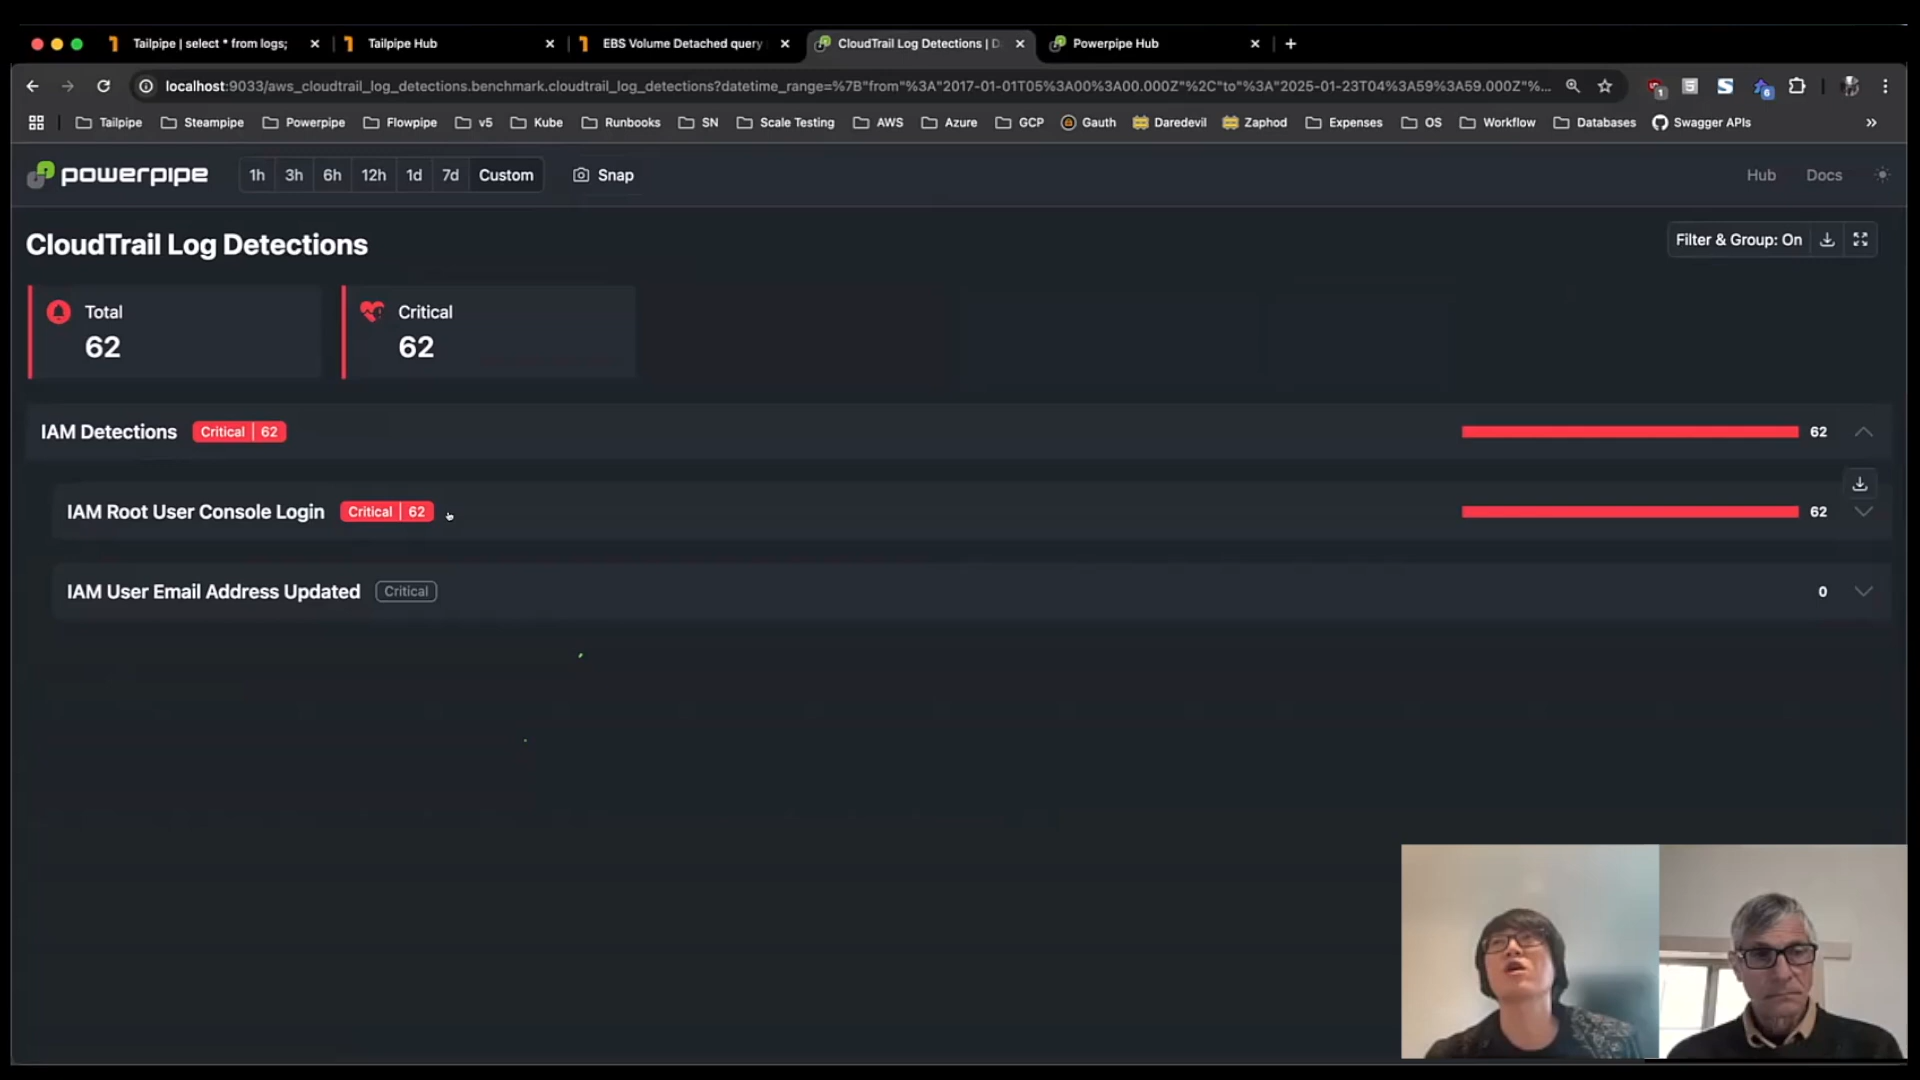 Tailpipe | select * from logs;
Tailpipe Hub
EBS Volume Detached query
CloudTrail Log Detections | D
Powerpipe Hub
localhost:9033/aws_cloudtrail_log_detections.benchmark.cloudtrail_log_detections?datetime_range=%7B"from"%3A"2017-01-01T05%3A00%3A00.000Z"%2C"to"%3A"2025-01-23T04%3A59%3A59.000Z"%...
1
6
Tailpipe
Steampipe
Powerpipe
Flowpipe
v5
Kube
Runbooks
SN
Scale Testing
AWS
Azure
GCP
Gauth
Daredevil
Zaphod
Expenses
OS
Workflow
Databases
Swagger APIs
powerpipe
1h 3h 6h 12h 1d 7d Custom
Snap
Hub
Docs
CloudTrail Log Detections
Filter & Group: On
Total
62
Critical
62
IAM Detections Critical | 62 62
IAM Root User Console Login Critical | 62 62
IAM User Email Address Updated Critical 0